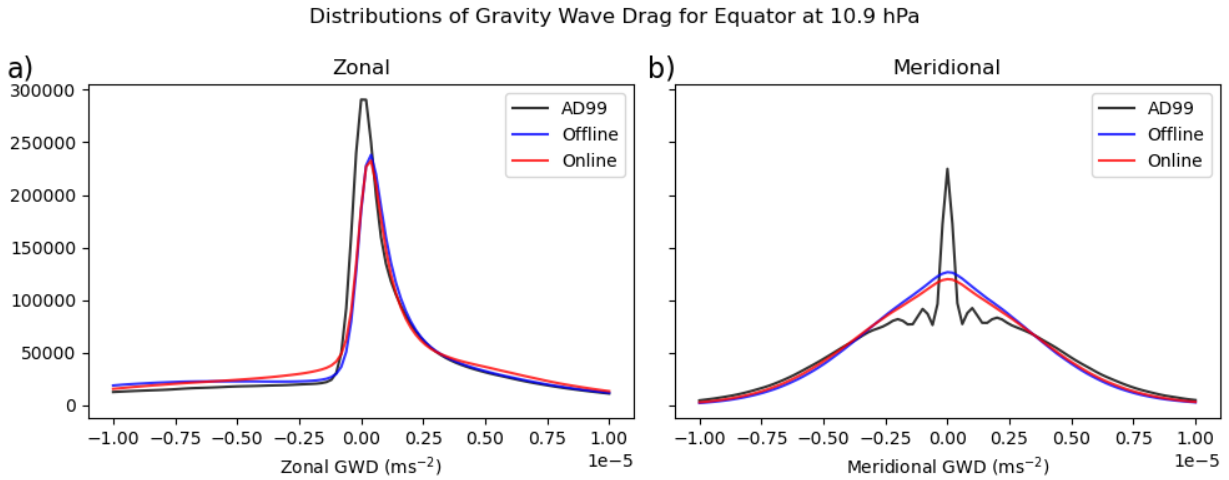 Distributions of Gravity Wave Drag for Equator at 10.9 hPa
a)
Zonal
300000
250000
200000
150000
100000
50000
0
AD99
Offline
Online
−1.00 −0.75 −0.50 −0.25 0.00 0.25 0.50 0.75 1.00
1e−5
Zonal GWD (ms⁻²)
b)
Meridional
AD99
Offline
Online
−1.00 −0.75 −0.50 −0.25 0.00 0.25 0.50 0.75 1.00
1e−5
Meridional GWD (ms⁻²)